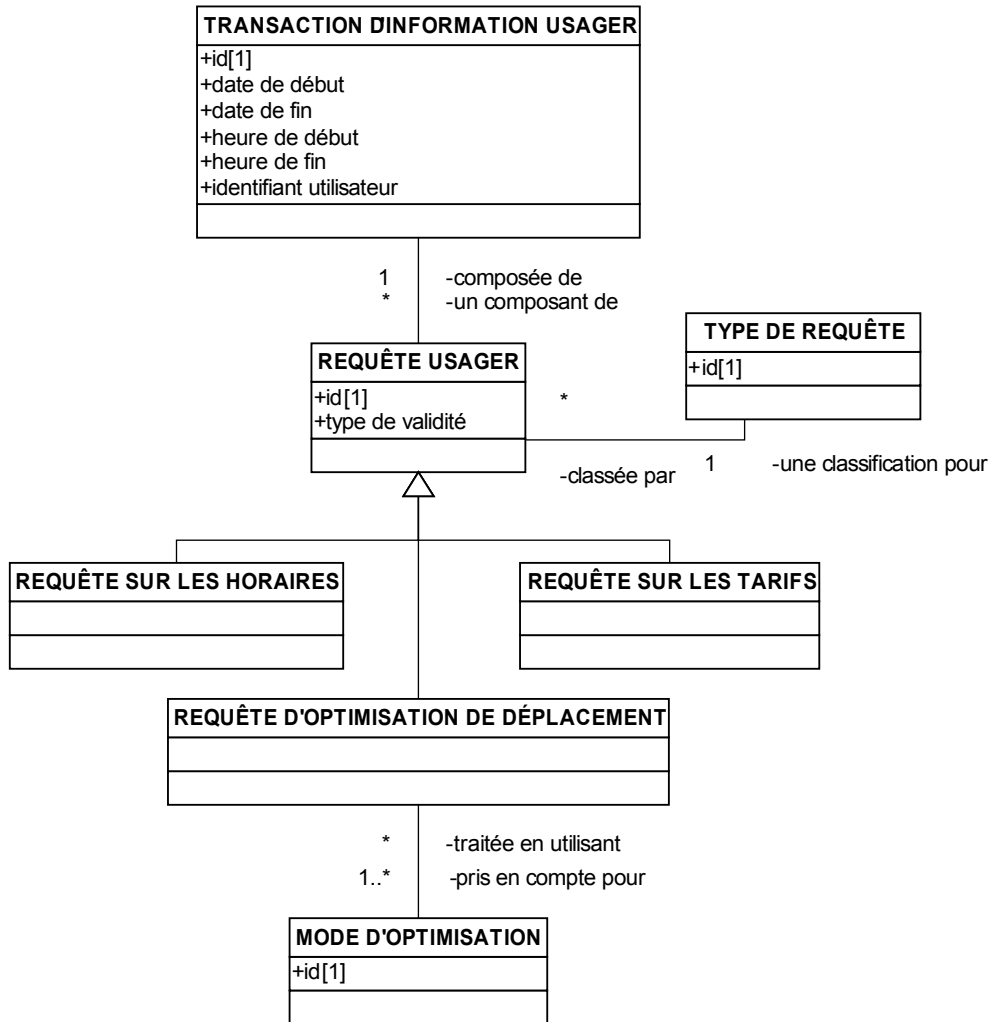 TRANSACTION D'INFORMATION USAGER
+id[1]
+date de début
+date de fin
+heure de début
+heure de fin
+identifiant utilisateur
1 -composée de
* -un composant de
TYPE DE REQUÊTE
+id[1]
REQUÊTE USAGER
+id[1]
+type de validité
*
-classée par
1 -une classification pour
REQUÊTE SUR LES HORAIRES
REQUÊTE SUR LES TARIFS
REQUÊTE D'OPTIMISATION DE DÉPLACEMENT
* -traitée en utilisant
1..* -pris en compte pour
MODE D'OPTIMISATION
+id[1]